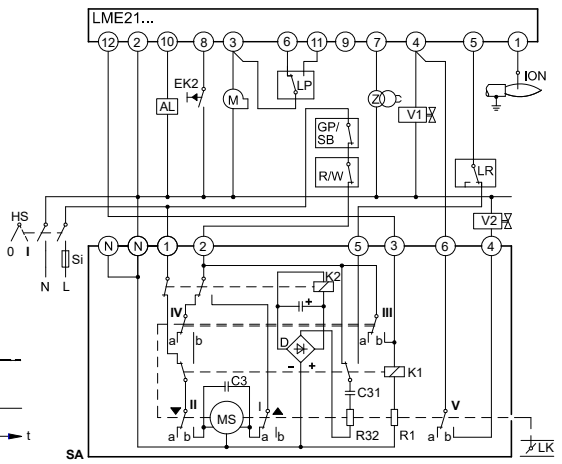 LME21...
12 2 10 8 3 6 11 9 7 4 5 1
EK2
LP
ION
AL
M
Z
V1
GP/
SB
R/W
LR
HS
V2
0 I
Si
N L
N N 1 2 5 3 6 4
K2
IV
III
a b
a b
D
+
- +
K1
C3
C31
II
I
V
MS
a b
a b
R32
R1
a b
t
SA
LK